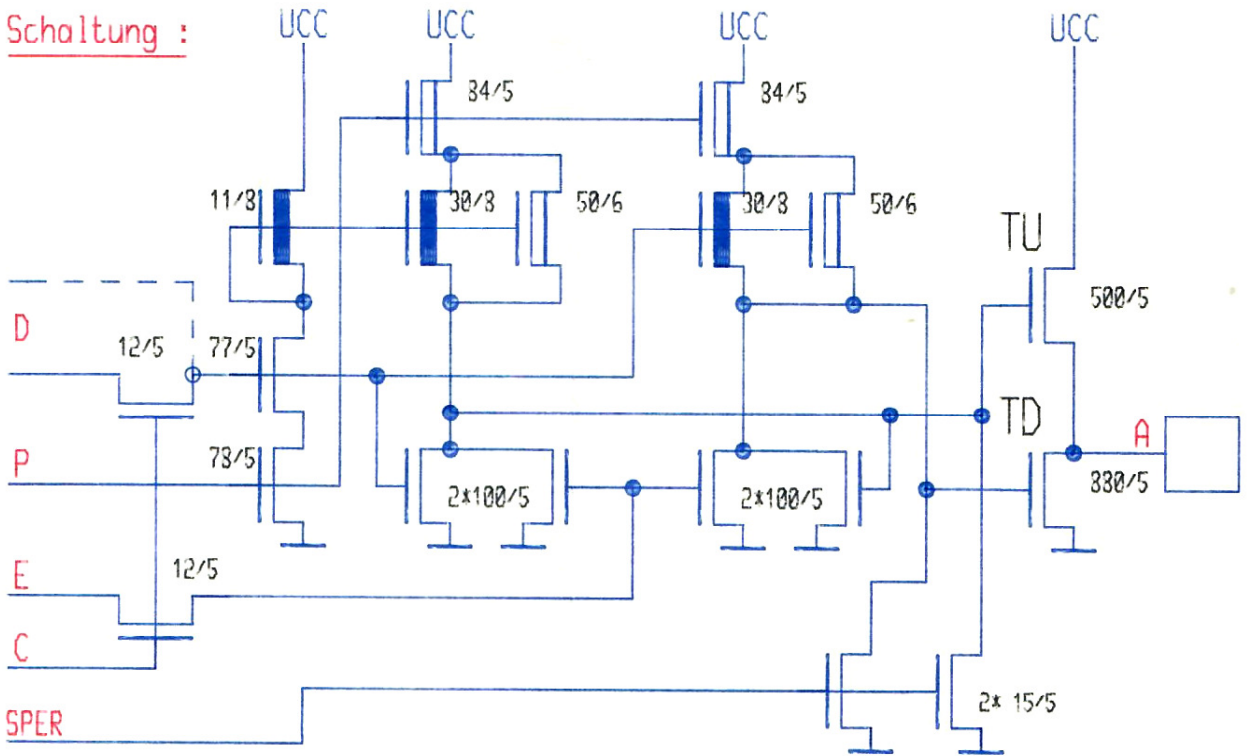 Schaltung :
UCC
UCC
UCC
UCC
84/5
84/5
11/8
30/8
50/6
30/8
50/6
TU
500/5
D
12/5
77/5
TD
A
P
78/5
2*100/5
2*100/5
880/5
E
12/5
C
SPER
2* 15/5